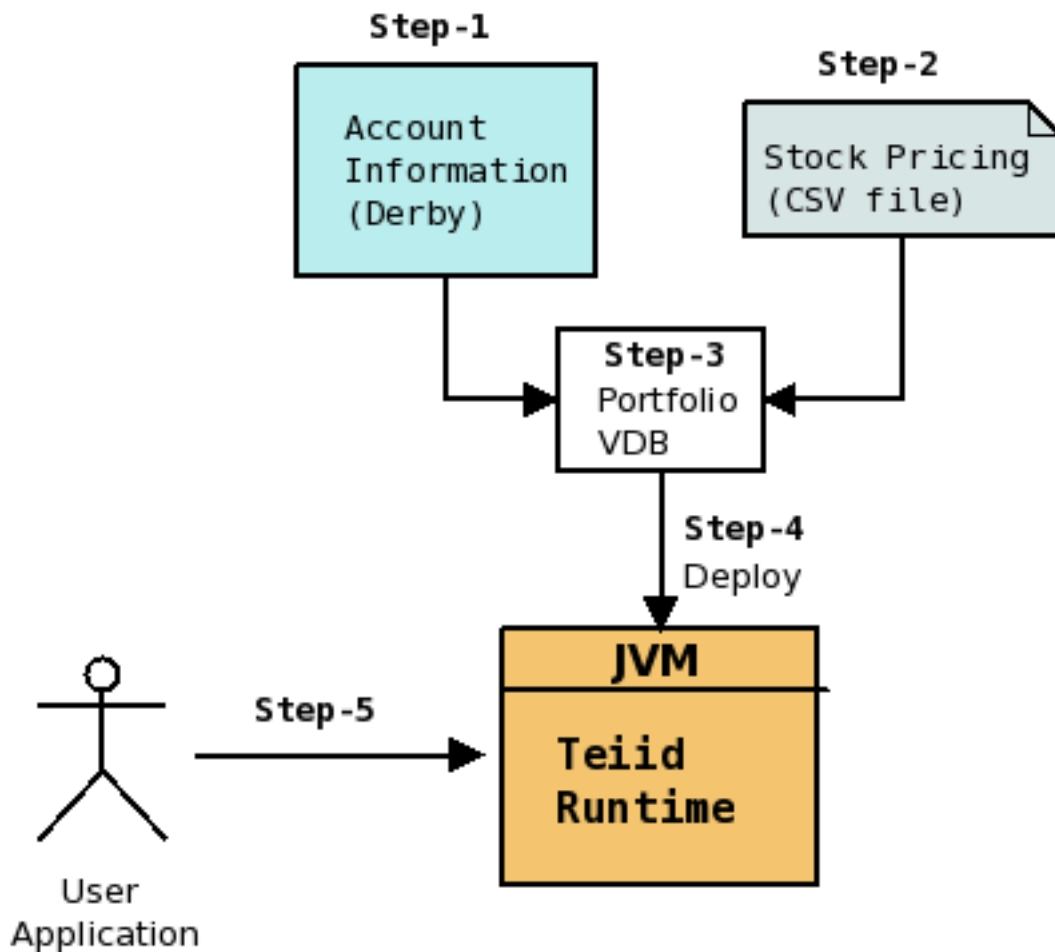 Step-1
Account
Information
(Derby)
Step-2
Stock Pricing
(CSV file)
Step-3
Portfolio
VDB
Step-4
Deploy
JVM
Teiid
Runtime
Step-5
User
Application